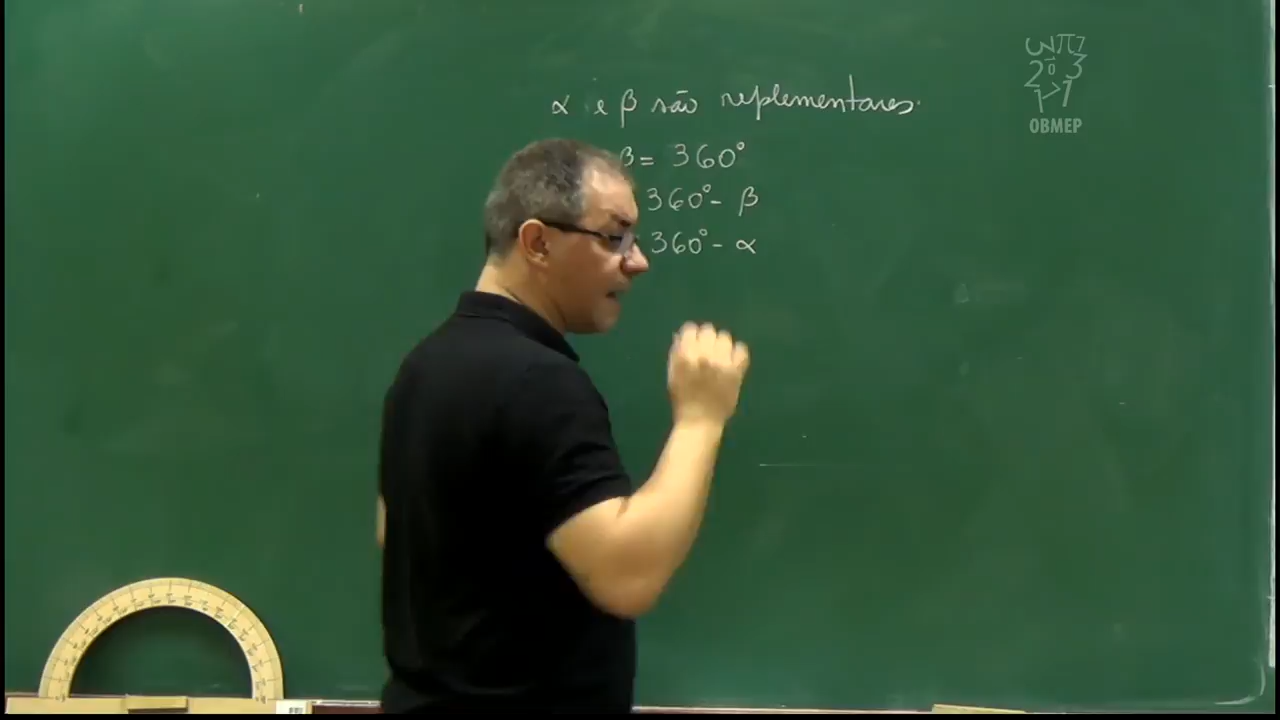 α e β são replementares.
β = 360°
360° - β
360° - α
OBMEP